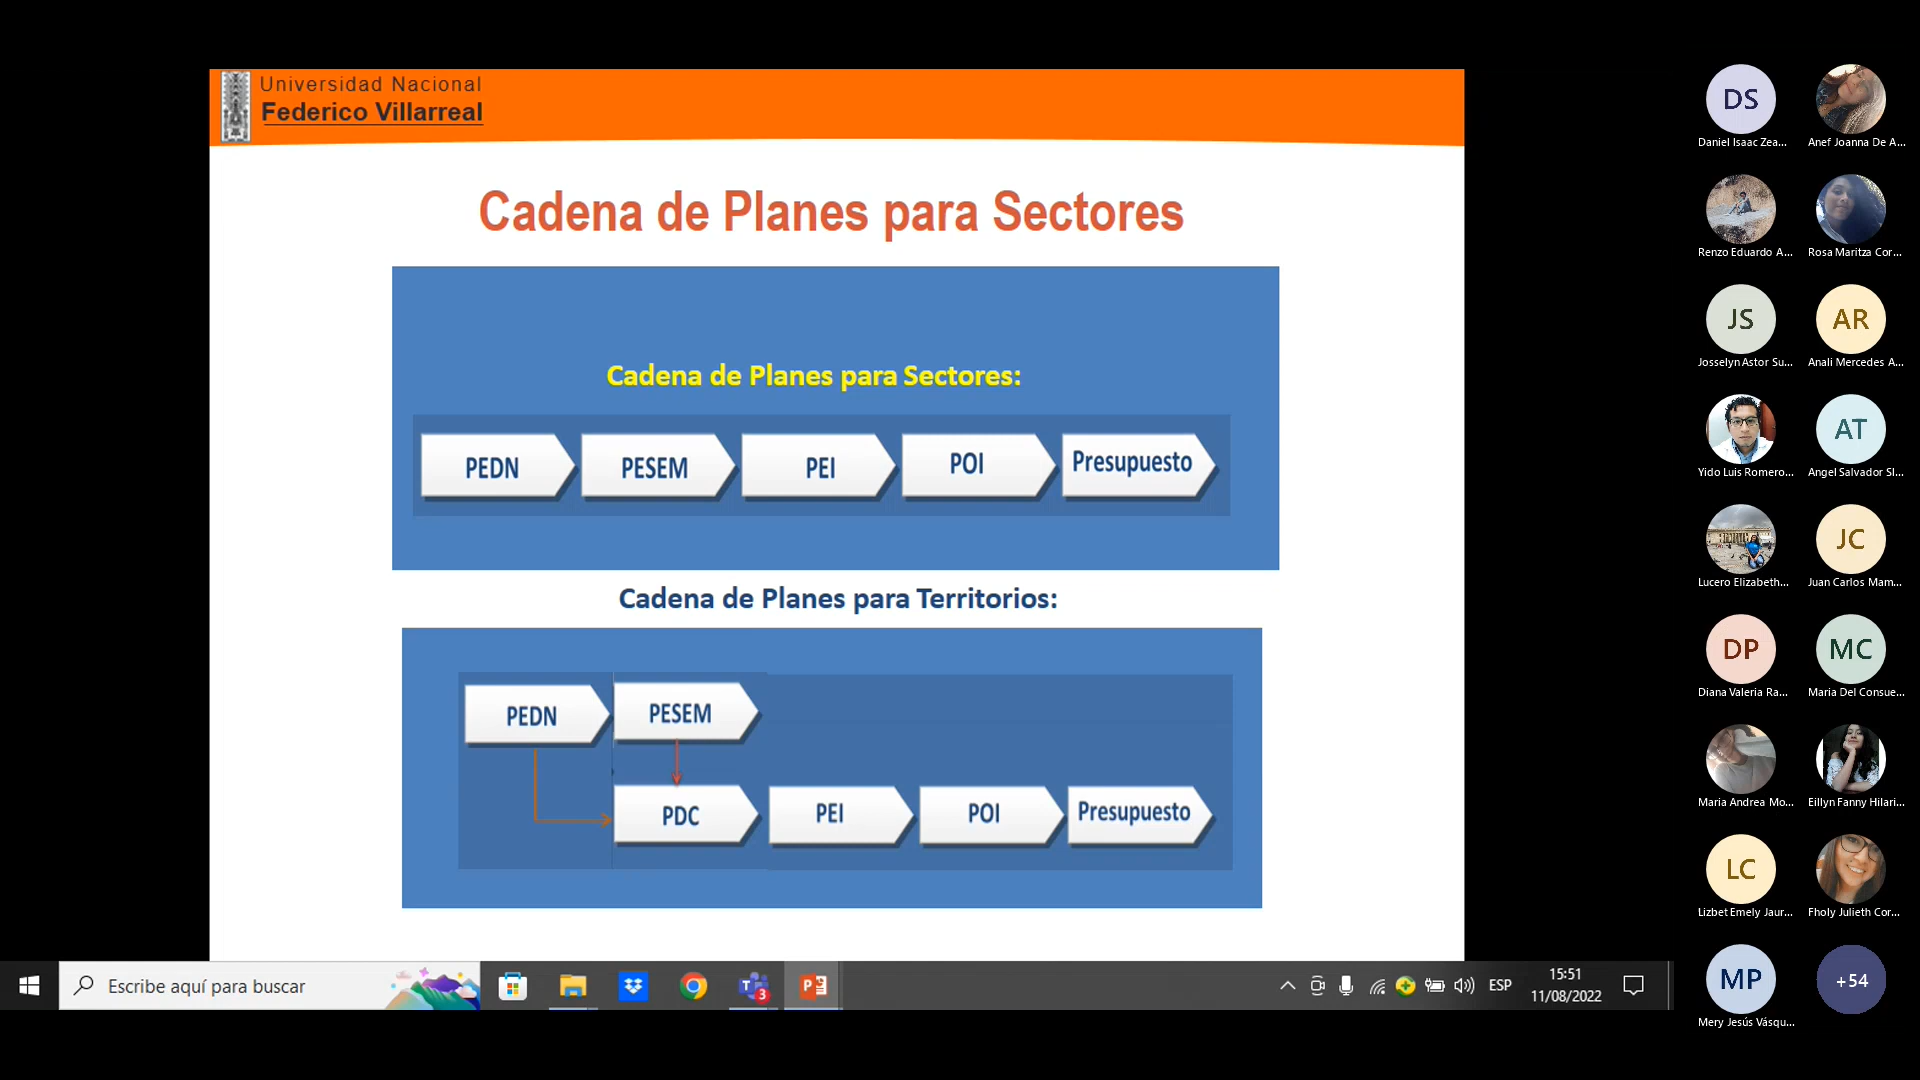 Universidad Nacional
Federico Villarreal
Cadena de Planes para Sectores
Cadena de Planes para Sectores:
PEDN
PESEM
PEI
POI
Presupuesto
Cadena de Planes para Territorios:
PEDN
PESEM
PDC
PEI
POI
Presupuesto
DS
Daniel Isaac Zea...
Anef Joanna De A...
Renzo Eduardo A...
Rosa Maritza Cor...
JS
Josselyn Astor Su...
AR
Anali Mercedes A...
Yido Luis Romero...
AT
Angel Salvador Sl...
Lucero Elizabeth...
JC
Juan Carlos Mam...
DP
Diana Valeria Ra...
MC
Maria Del Consue...
Maria Andrea Mo...
Eillyn Fanny Hilari...
LC
Lizbet Emely Jaur...
Fholy Julieth Cor...
MP
Mery Jesús Vásqu...
+54
Escribe aquí para buscar
3
ESP
15:51
11/08/2022